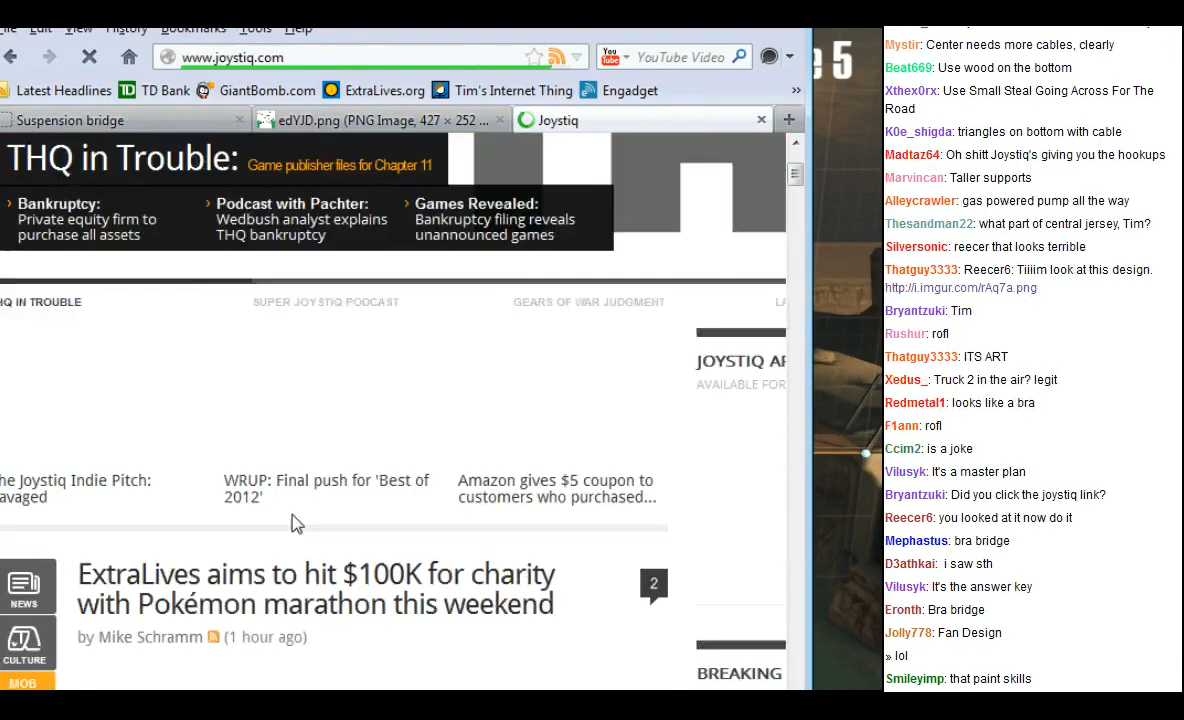 File Edit View History Bookmarks Tools Help
www.joystiq.com
You Tube YouTube Video
Latest Headlines TD TD Bank GiantBomb.com ExtraLives.org Tim's Internet Thing Engadget »
Suspension bridge × edYJD.png (PNG Image, 427 × 252 ... × Joystiq × +
THQ in Trouble: Game publisher files for Chapter 11
› Bankruptcy:
Private equity firm to
purchase all assets
› Podcast with Pachter:
Wedbush analyst explains
THQ bankruptcy
› Games Revealed:
Bankruptcy filing reveals
unannounced games
HQ IN TROUBLE SUPER JOYSTIQ PODCAST GEARS OF WAR JUDGMENT LA
JOYSTIQ AP
AVAILABLE FOR
he Joystiq Indie Pitch:
avaged
WRUP: Final push for 'Best of
2012'
Amazon gives $5 coupon to
customers who purchased...
NEWS
CULTURE
MOB
ExtraLives aims to hit $100K for charity
with Pokémon marathon this weekend
2
by Mike Schramm (1 hour ago)
BREAKING
e 5
Mystir: Center needs more cables, clearly
Beat669: Use wood on the bottom
Xthex0rx: Use Small Steal Going Across For The
Road
K0e_shigda: triangles on bottom with cable
Madtaz64: Oh shitt Joystiq's giving you the hookups
Marvincan: Taller supports
Alleycrawler: gas powered pump all the way
Thesandman22: what part of central jersey, Tim?
Silversonic: reecer that looks terrible
Thatguy3333: Reecer6: Tiiiim look at this design.
http://i.imgur.com/rAq7a.png
Bryantzuki: Tim
Rushur: rofl
Thatguy3333: ITS ART
Xedus_: Truck 2 in the air? legit
Redmetal1: looks like a bra
F1ann: rofl
Ccim2: is a joke
Vilusyk: It's a master plan
Bryantzuki: Did you click the joystiq link?
Reecer6: you looked at it now do it
Mephastus: bra bridge
D3athkai: i saw sth
Vilusyk: It's the answer key
Eronth: Bra bridge
Jolly778: Fan Design
» lol
Smileyimp: that paint skills